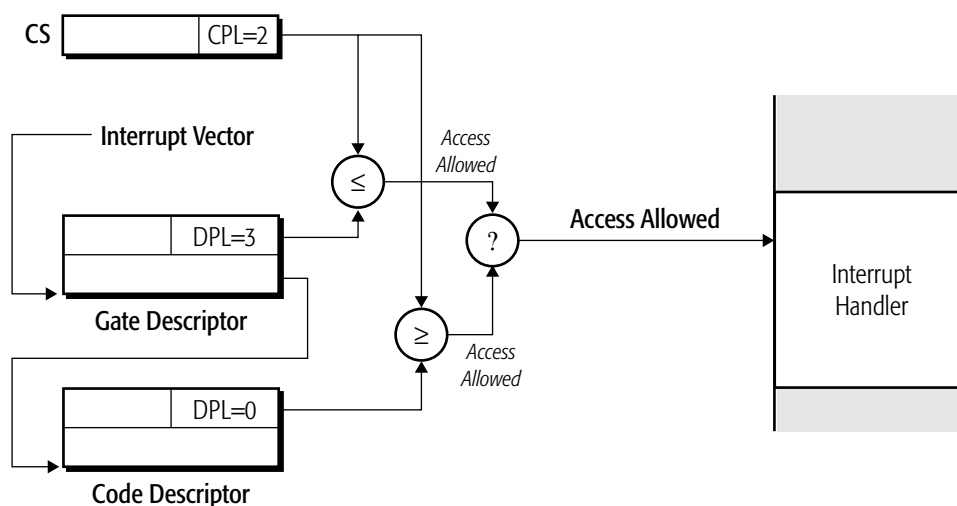 CS
CPL=2
Interrupt Vector
Access
Allowed
≤
DPL=3
?
Access Allowed
Interrupt
Handler
Gate Descriptor
≥
Access
Allowed
DPL=0
Code Descriptor